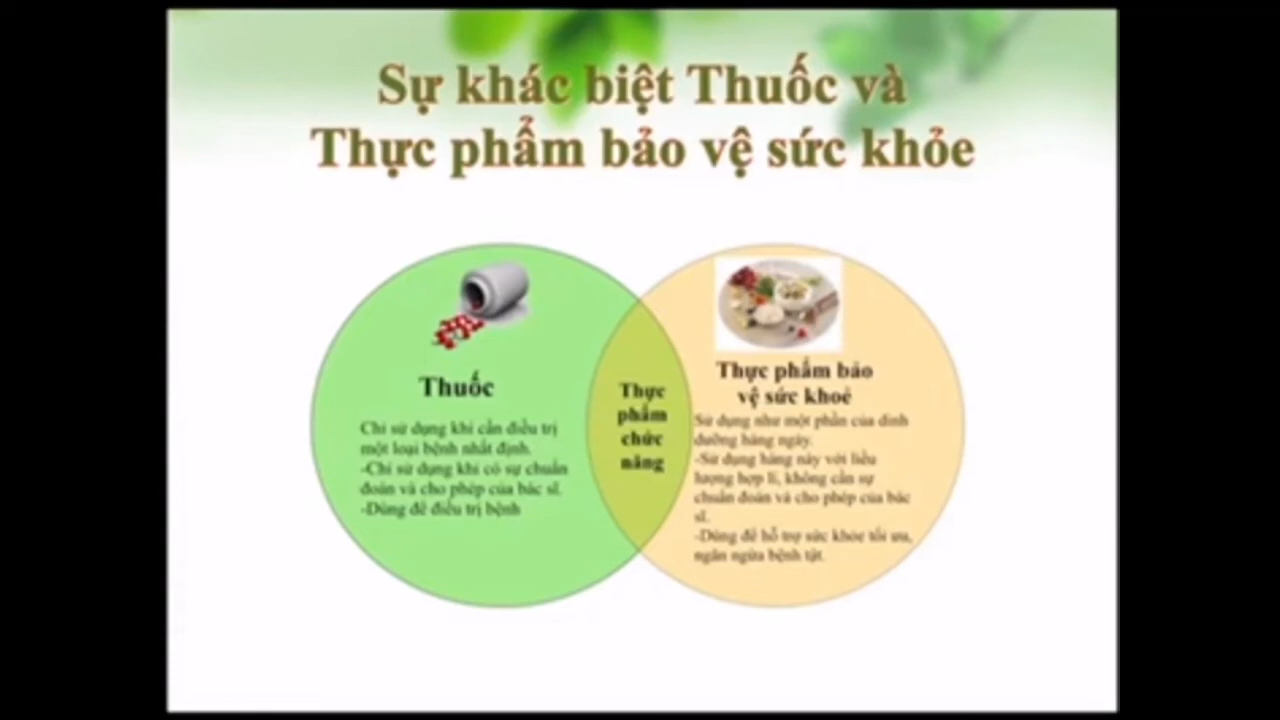 Sự khác biệt Thuốc và
Thực phẩm bảo vệ sức khỏe
Thuốc
Chỉ sử dụng khi cần điều trị
một loại bệnh nhất định.
-Chỉ sử dụng khi có sự chuẩn
đoán và cho phép của bác sĩ.
-Dùng để điều trị bệnh
Thực
phẩm
chức
năng
Thực phẩm bảo
vệ sức khoẻ
Sử dụng như một phần của dinh
dưỡng hàng ngày.
-Sử dụng hàng này với liều
lượng hợp lí, không cần sự
chuẩn đoán và cho phép của bác
sĩ.
-Dùng để hỗ trợ sức khỏe tối ưu,
ngăn ngừa bệnh tật.